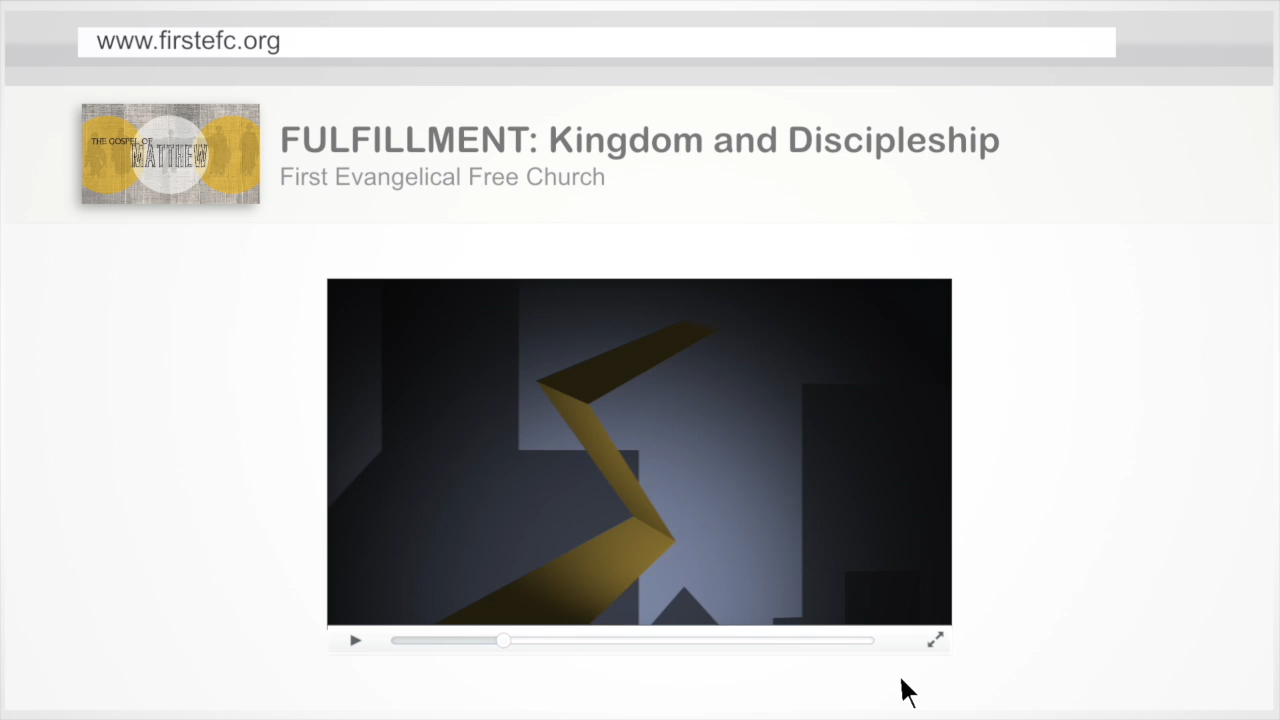 www.firstefc.org
THE GOSPEL OF
MATTHEW
FULFILLMENT: Kingdom and Discipleship
First Evangelical Free Church